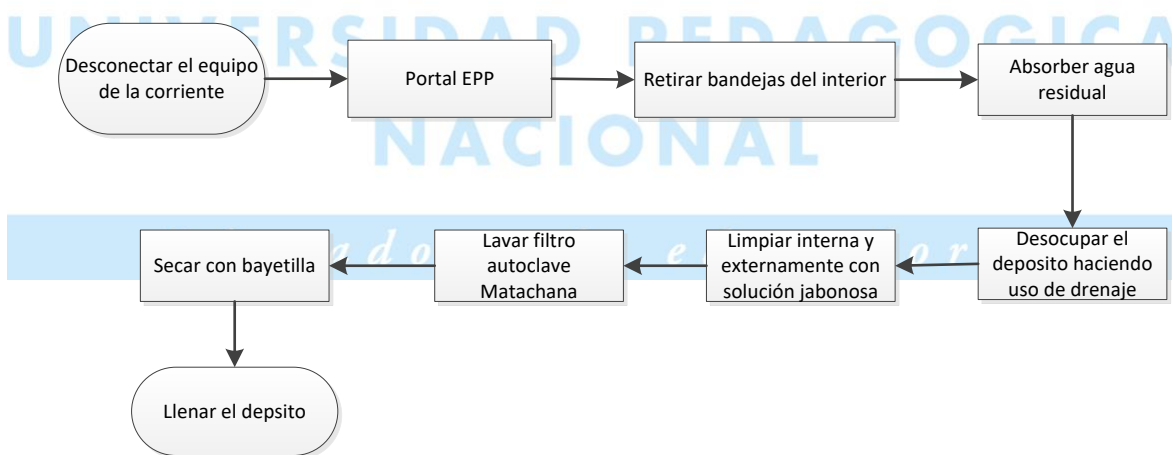 UNIVERSIDAD PEDAGOGICA
NACIONAL
Desconectar el equipo
de la corriente
Portal EPP
Retirar bandejas del interior
Absorber agua
residual
Desocupar el
deposito haciendo
uso de drenaje
Limpiar interna y
externamente con
solución jabonosa
Lavar filtro
autoclave
Matachana
Secar con bayetilla
Llenar el depsito